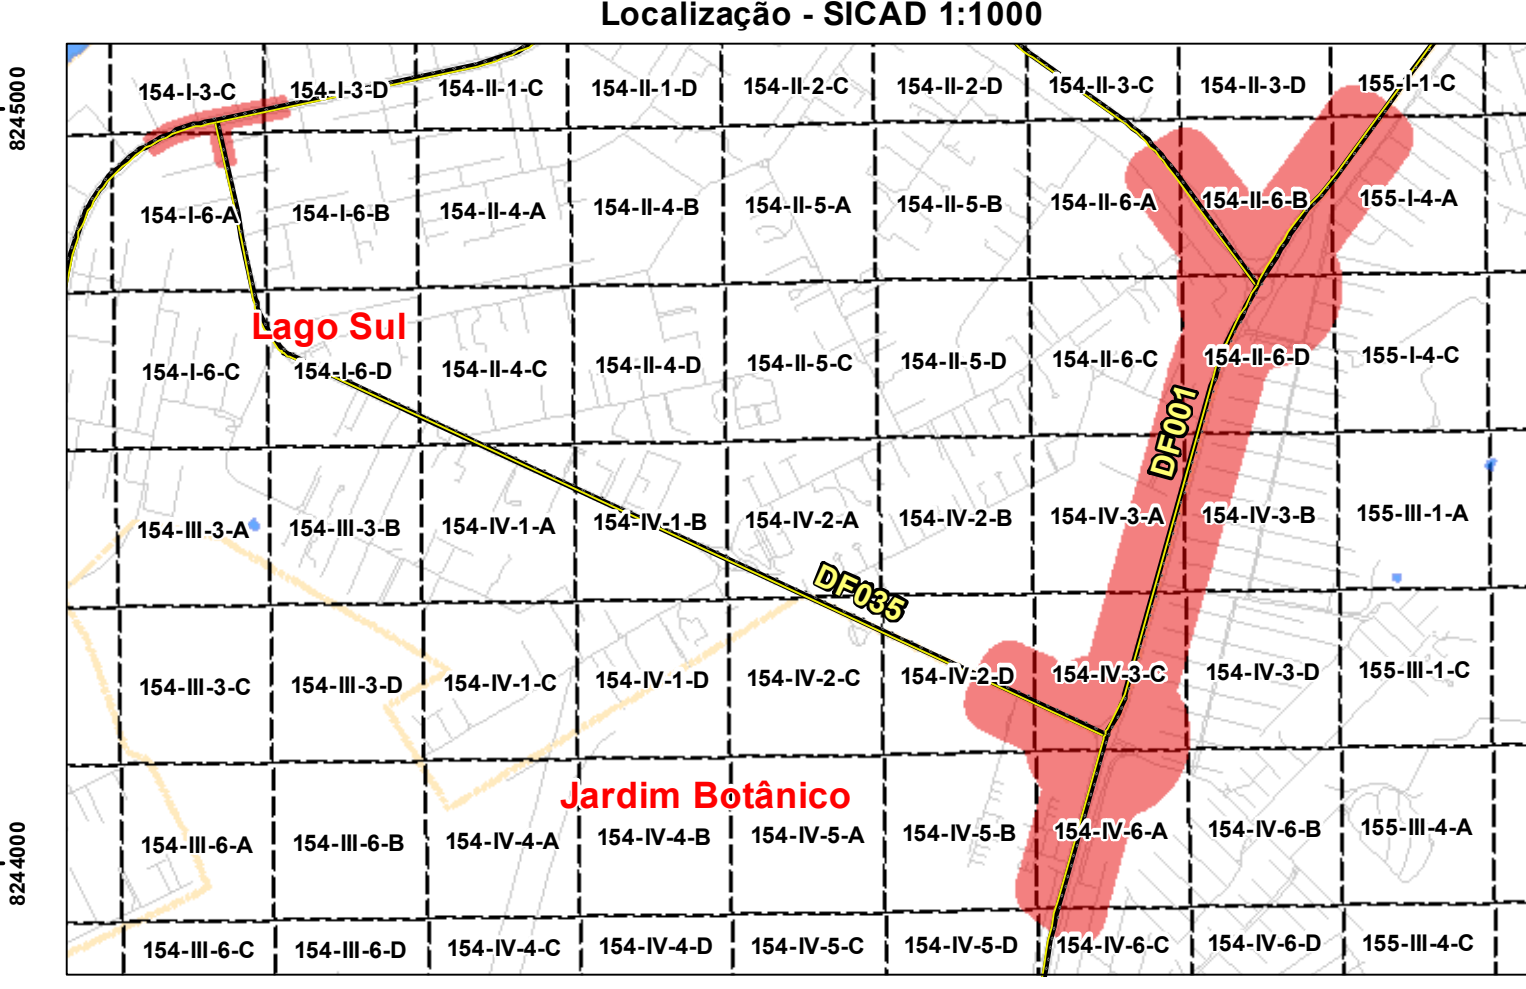 Localização - SICAD 1:1000
8245000
154-I-3-C
154-I-3-D
154-II-1-C
154-II-1-D
154-II-2-C
154-II-2-D
154-II-3-C
154-II-3-D
155-I-1-C
154-I-6-A
154-I-6-B
154-II-4-A
154-II-4-B
154-II-5-A
154-II-5-B
154-II-6-A
154-II-6-B
155-I-4-A
Lago Sul
154-I-6-C
154-I-6-D
154-II-4-C
154-II-4-D
154-II-5-C
154-II-5-D
154-II-6-C
154-II-6-D
155-I-4-C
DF001
154-III-3-A
154-III-3-B
154-IV-1-A
154-IV-1-B
154-IV-2-A
154-IV-2-B
154-IV-3-A
154-IV-3-B
155-III-1-A
DF035
154-III-3-C
154-III-3-D
154-IV-1-C
154-IV-1-D
154-IV-2-C
154-IV-2-D
154-IV-3-C
154-IV-3-D
155-III-1-C
Jardim Botânico
8244000
154-III-6-A
154-III-6-B
154-IV-4-A
154-IV-4-B
154-IV-5-A
154-IV-5-B
154-IV-6-A
154-IV-6-B
155-III-4-A
154-III-6-C
154-III-6-D
154-IV-4-C
154-IV-4-D
154-IV-5-C
154-IV-5-D
154-IV-6-C
154-IV-6-D
155-III-4-C